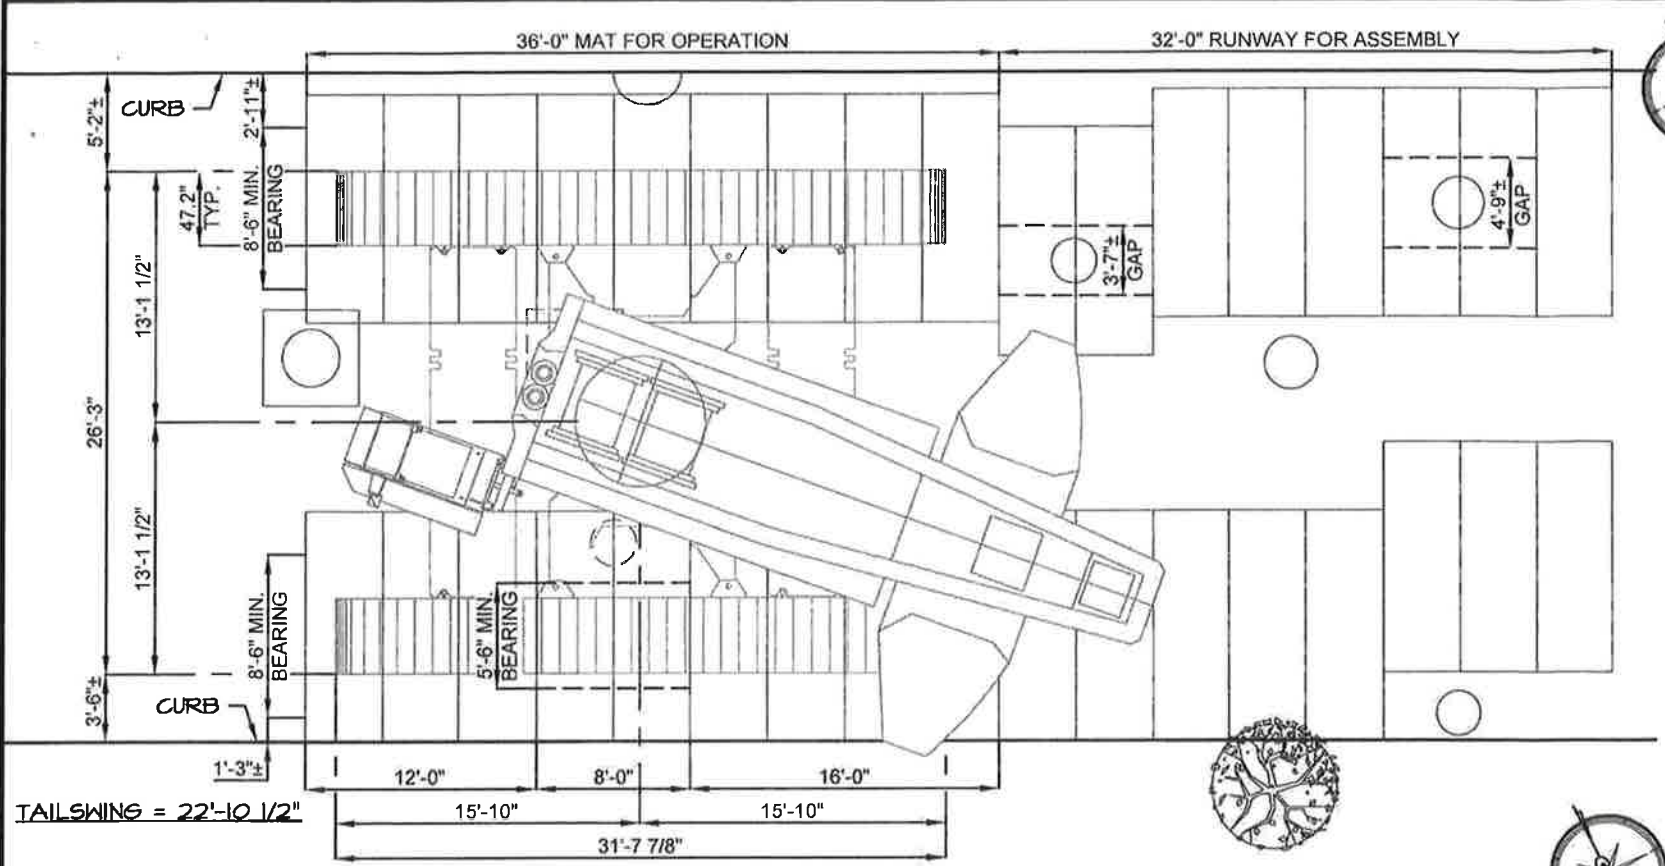 36'-0" MAT FOR OPERATION
32'-0" RUNWAY FOR ASSEMBLY
CURB
5'-2"±
2'-11"±
47.2"
TYP.
8'-6" MIN.
BEARING
4'-9"±
GAP
3'-7"±
GAP
13'-1 1/2"
26'-3"
13'-1 1/2"
8'-6" MIN.
BEARING
5'-6" MIN.
BEARING
3'-6"±
CURB
1'-3"±
12'-0"
8'-0"
16'-0"
TAILSWING = 22'-10 1/2"
15'-10"
15'-10"
31'-7 7/8"